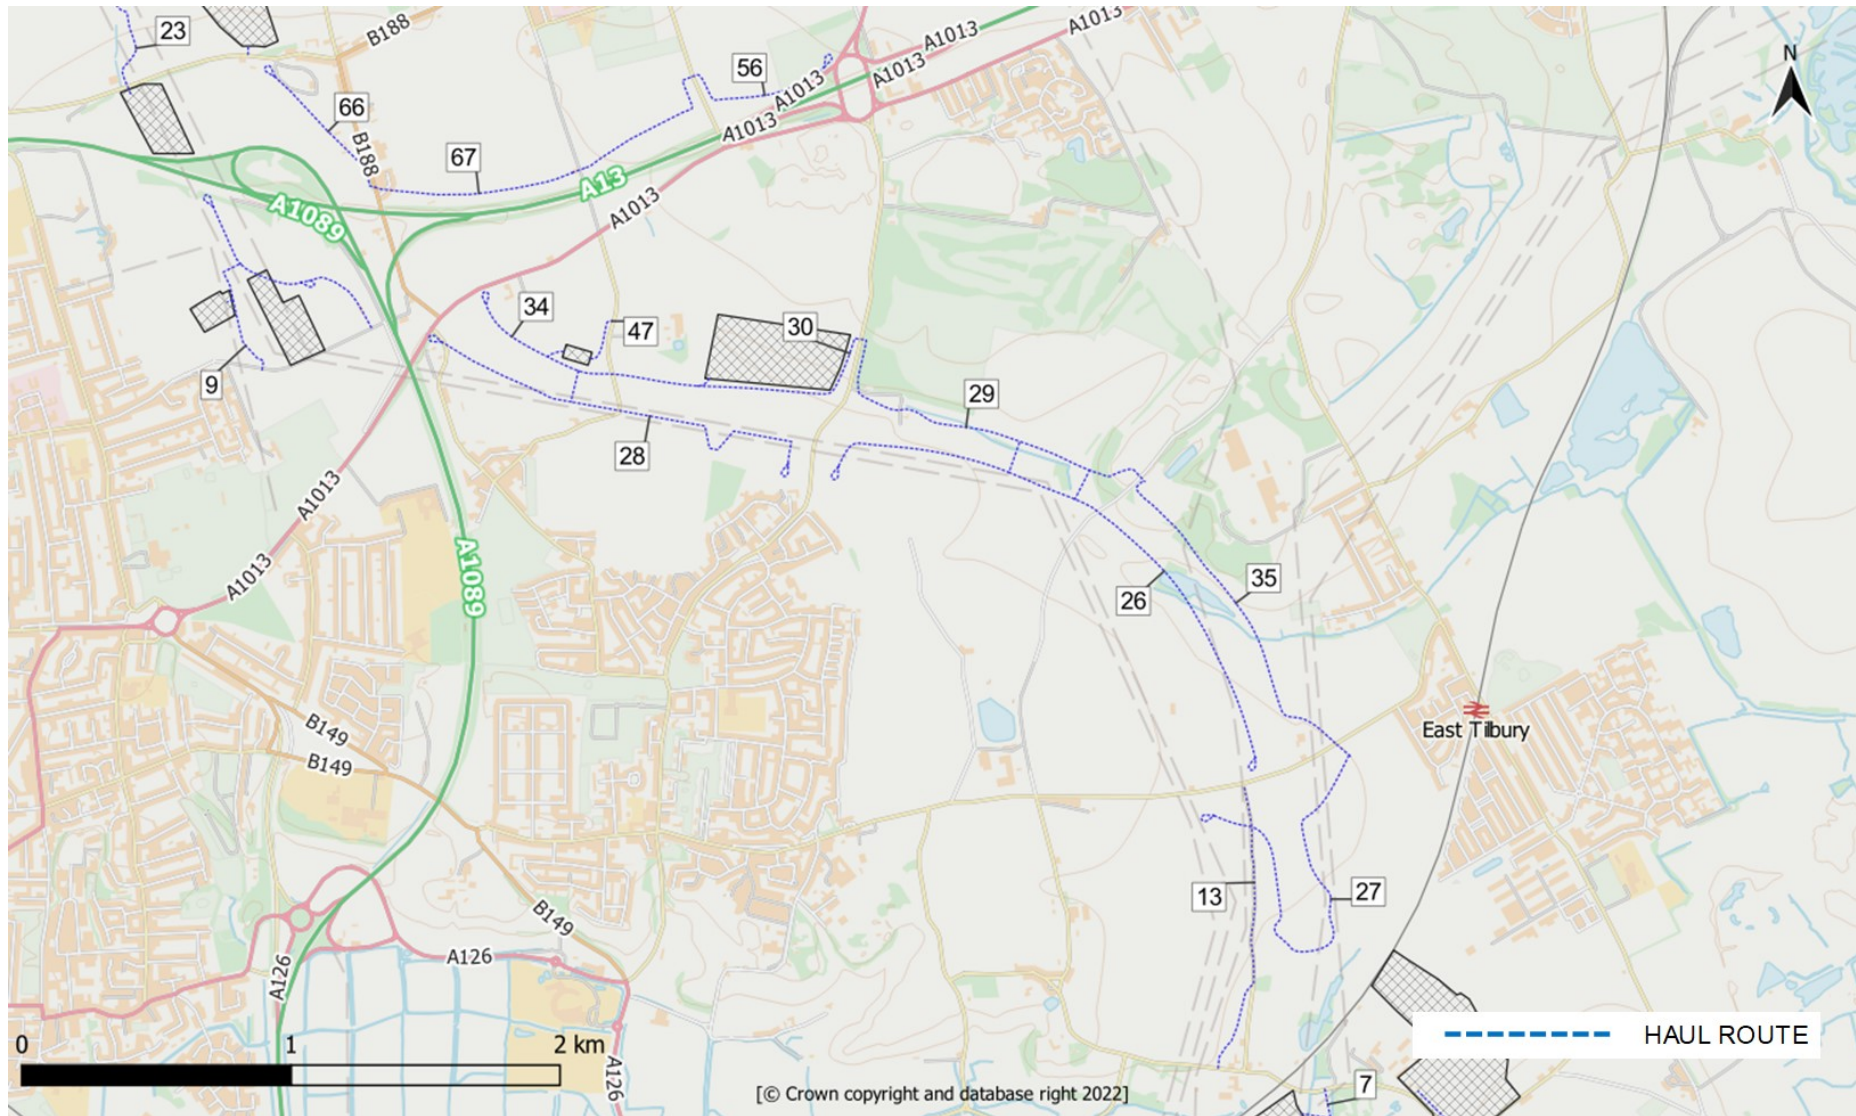 23
B188
56
A1013
A1013
A1013
A1013
A1013
66
B188
67
A13
A1013
A1089
34
47
30
9
28
29
A1013
A1013
A1089
26
35
East Tilbury
B149
B149
13
27
B149
A126
A126
A126
7
N
0 1 2 km
HAUL ROUTE
[© Crown copyright and database right 2022]